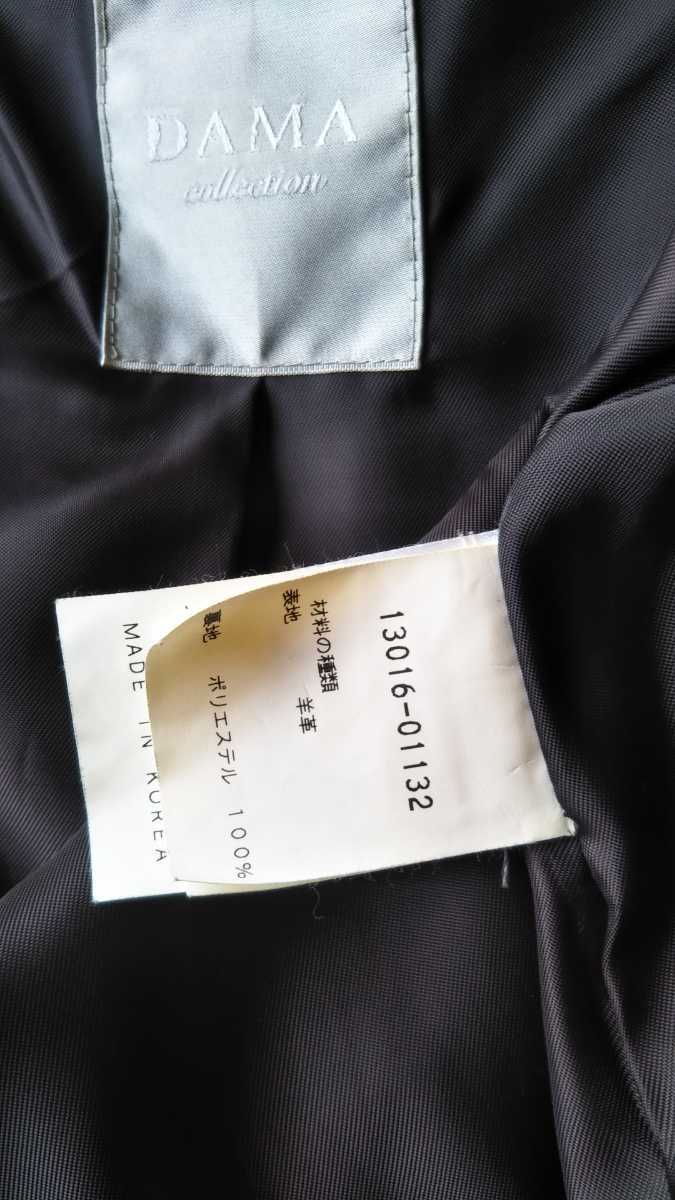 DAMA
collection
13016-01132
材料の種類
表地 羊革
裏地 ポリエステル 100%
MADE IN KOREA